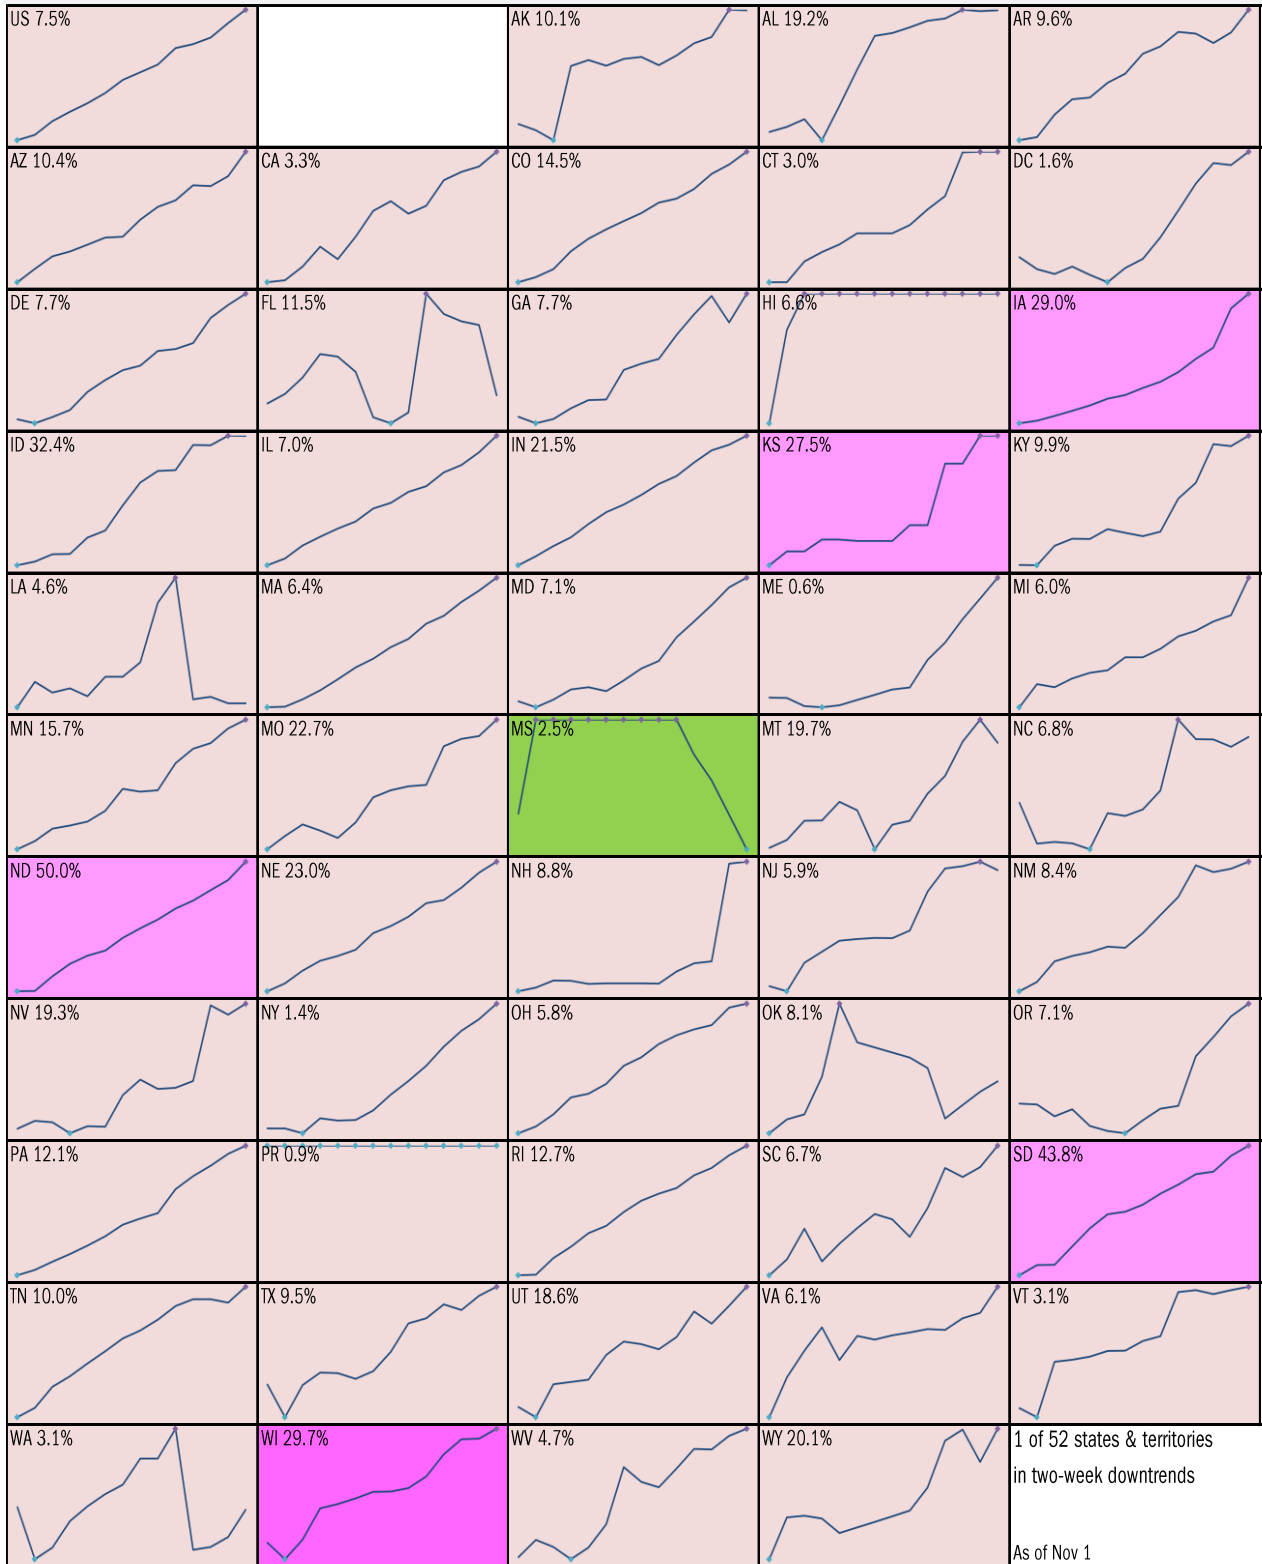 US 7.5%
AK 10.1%
AL 19.2%
AR 9.6%
AZ 10.4%
CA 3.3%
CO 14.5%
CT 3.0%
DC 1.6%
DE 7.7%
FL 11.5%
GA 7.7%
HI 6.6%
IA 29.0%
ID 32.4%
IL 7.0%
IN 21.5%
KS 27.5%
KY 9.9%
LA 4.6%
MA 6.4%
MD 7.1%
ME 0.6%
MI 6.0%
MN 15.7%
MO 22.7%
MS 2.5%
MT 19.7%
NC 6.8%
ND 50.0%
NE 23.0%
NH 8.8%
NJ 5.9%
NM 8.4%
NV 19.3%
NY 1.4%
OH 5.8%
OK 8.1%
OR 7.1%
PA 12.1%
PR 0.9%
RI 12.7%
SC 6.7%
SD 43.8%
TN 10.0%
TX 9.5%
UT 18.6%
VA 6.1%
VT 3.1%
WA 3.1%
WI 29.7%
WV 4.7%
WY 20.1%
1 of 52 states & territories
in two-week downtrends
As of Nov 1